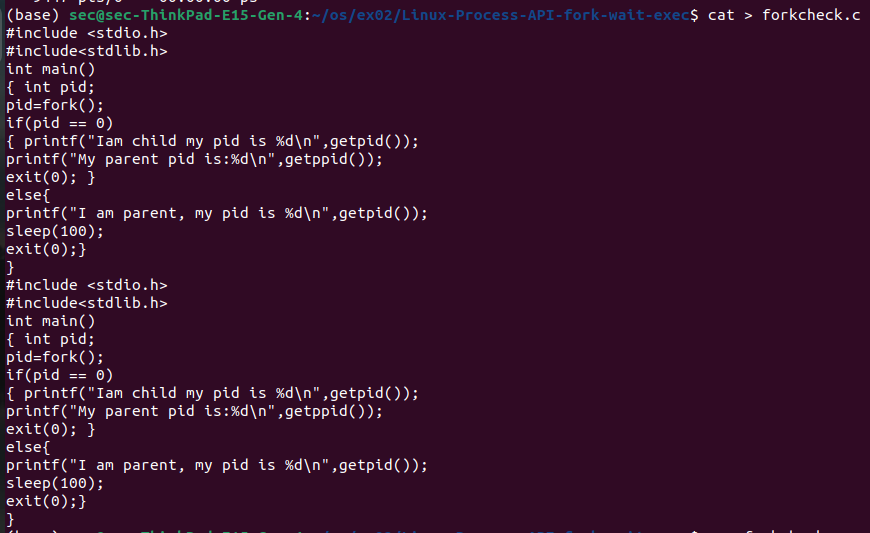 (base) sec@sec-ThinkPad-E15-Gen-4:~/os/ex02/Linux-Process-API-fork-wait-exec$ cat > forkcheck.c
#include <stdio.h>
#include<stdlib.h>
int main()
{ int pid;
pid=fork();
if(pid == 0)
{ printf("Iam child my pid is %d\n",getpid());
printf("My parent pid is:%d\n",getppid());
exit(0); }
else{
printf("I am parent, my pid is %d\n",getpid());
sleep(100);
exit(0);}
}
#include <stdio.h>
#include<stdlib.h>
int main()
{ int pid;
pid=fork();
if(pid == 0)
{ printf("Iam child my pid is %d\n",getpid());
printf("My parent pid is:%d\n",getppid());
exit(0); }
else{
printf("I am parent, my pid is %d\n",getpid());
sleep(100);
exit(0);}
}